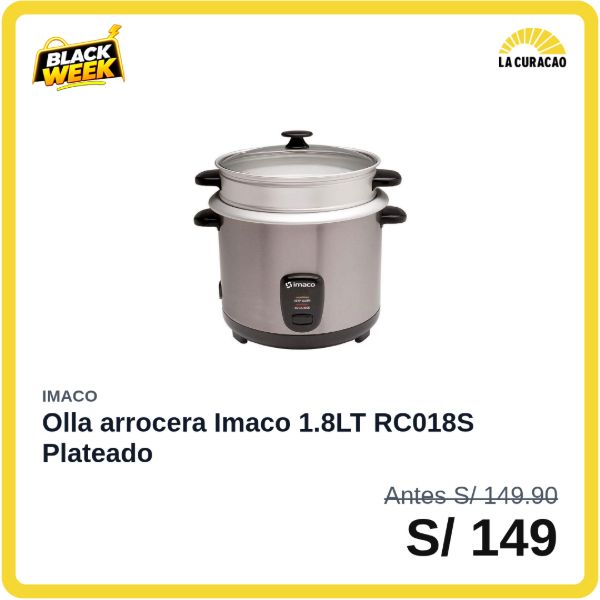 BLACK
WEEK
LA CURACAO
imaco
IMACO
Olla arrocera Imaco 1.8LT RC018S
Plateado
Antes S/ 149.90
S/ 149